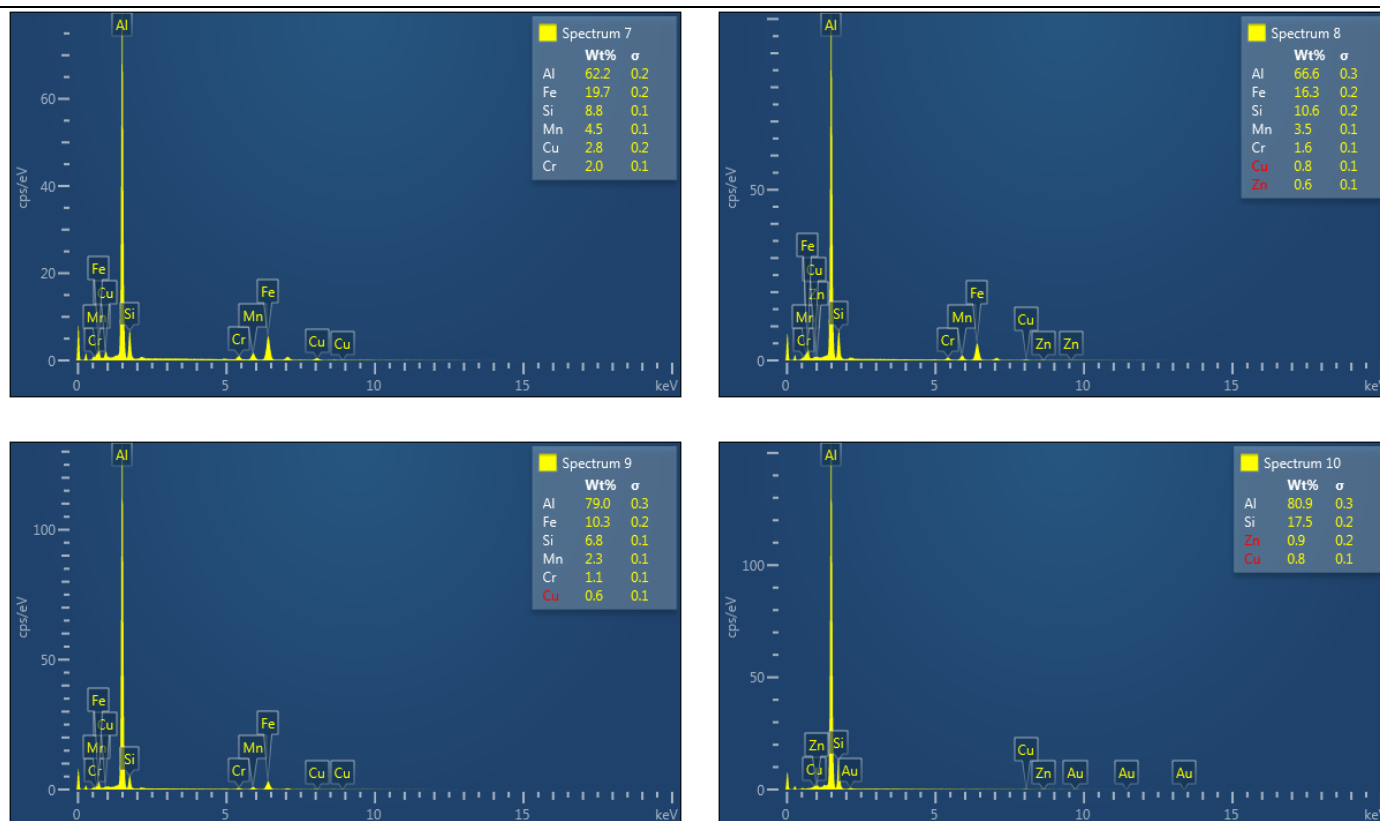 Spectrum 7
Wt% σ
Al 62.2 0.2
Fe 19.7 0.2
Si 8.8 0.1
Mn 4.5 0.1
Cu 2.8 0.2
Cr 2.0 0.1
cps/eV
60
40
20
0
Al
Fe
Cu
Mn
Cr
Si
Cr
Mn
Fe
Cu
Cu
0 5 10 15 keV
Spectrum 8
Wt% σ
Al 66.6 0.3
Fe 16.3 0.2
Si 10.6 0.2
Mn 3.5 0.1
Cr 1.6 0.1
Cu 0.8 0.1
Zn 0.6 0.1
cps/eV
50
0
Al
Fe
Cu
Zn
Mn
Cr
Si
Cr
Mn
Fe
Cu
Zn
Zn
0 5 10 15 keV
Spectrum 9
Wt% σ
Al 79.0 0.3
Fe 10.3 0.2
Si 6.8 0.1
Mn 2.3 0.1
Cr 1.1 0.1
Cu 0.6 0.1
cps/eV
100
50
0
Al
Fe
Cu
Mn
Cr
Si
Cr
Mn
Fe
Cu
Cu
0 5 10 15 keV
Spectrum 10
Wt% σ
Al 80.9 0.3
Si 17.5 0.2
Zn 0.9 0.2
Cu 0.8 0.1
cps/eV
100
50
0
Al
Zn
Cu
Si
Au
Cu
Zn
Au
Au
Au
0 5 10 15 keV